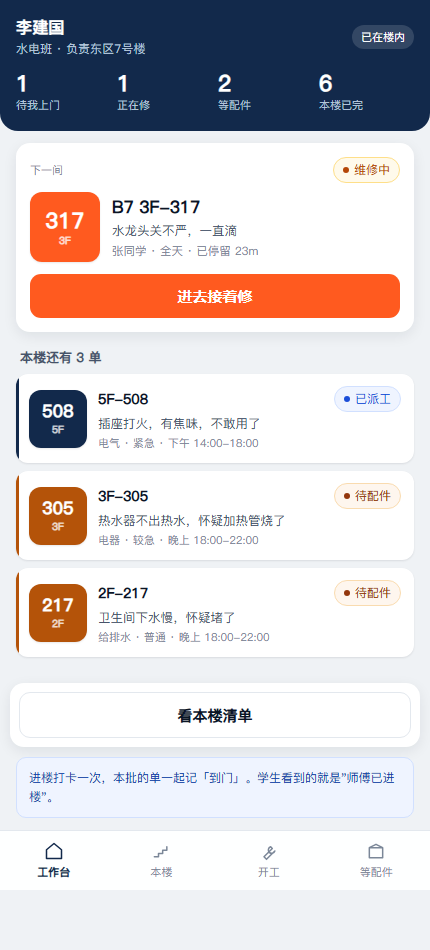 李建国
水电班 · 负责东区7号楼
已在楼内
1
待我上门
1
正在修
2
等配件
6
本楼已完
下一间
维修中
317
3F
B7 3F-317
水龙头关不严，一直滴
张同学 · 全天 · 已停留 23m
进去接着修
本楼还有 3 单
508
5F
5F-508
已派工
插座打火，有焦味，不敢用了
电气 · 紧急 · 下午 14:00-18:00
305
3F
3F-305
待配件
热水器不出热水，怀疑加热管烧了
电器 · 较急 · 晚上 18:00-22:00
217
2F
2F-217
待配件
卫生间下水慢，怀疑堵了
给排水 · 普通 · 晚上 18:00-22:00
看本楼清单
进楼打卡一次，本批的单一起记「到门」。学生看到的就是"师傅已进
楼"。
工作台
本楼
开工
等配件